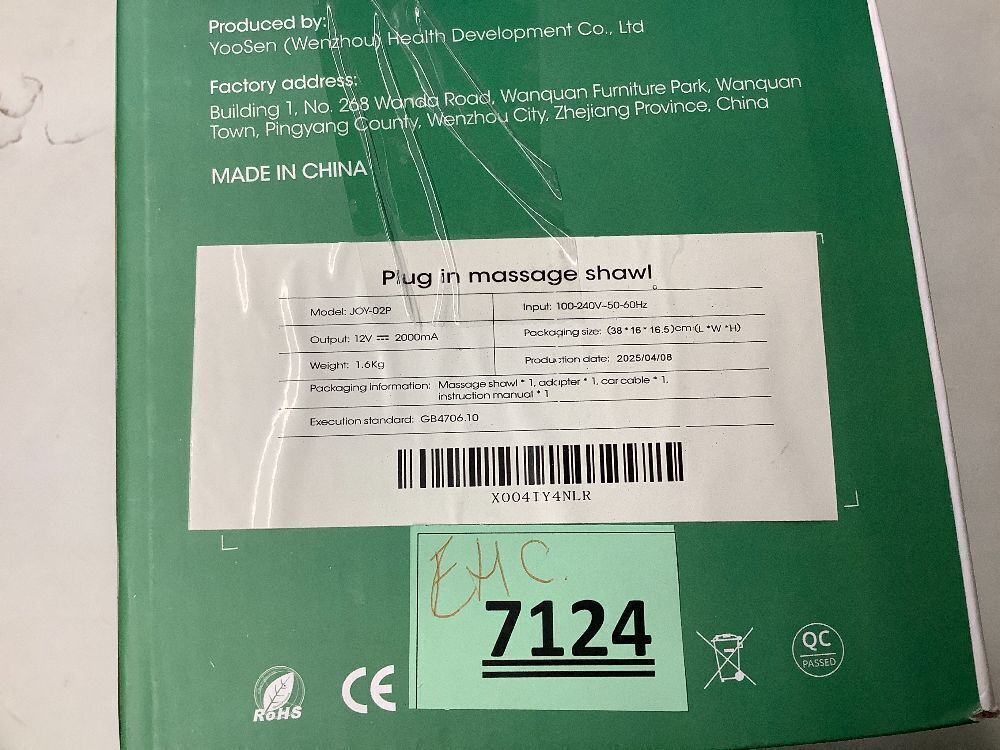 Produced by:
YooSen (Wenzhou) Health Development Co., Ltd
Factory address:
Building 1, No. 268 Wanda Road, Wanquan Furniture Park, Wanquan
Town, Pingyang County, Wenzhou City, Zhejiang Province, China
MADE IN CHINA
Plug in massage shawl
Model: JOY-02P
Input: 100-240V~50-60Hz
Output: 12V ⎓ 2000mA
Packaging size: (38*16*16.5)cm (L*W*H)
Weight: 1.6Kg
Production date: 2025/04/08
Packaging information: Massage shawl * 1, adapter * 1, car cable * 1,
instruction manual * 1
Execution standard: GB4706.10
X004TY4NLR
EHC.
7124
RoHS
CE
QC
PASSED